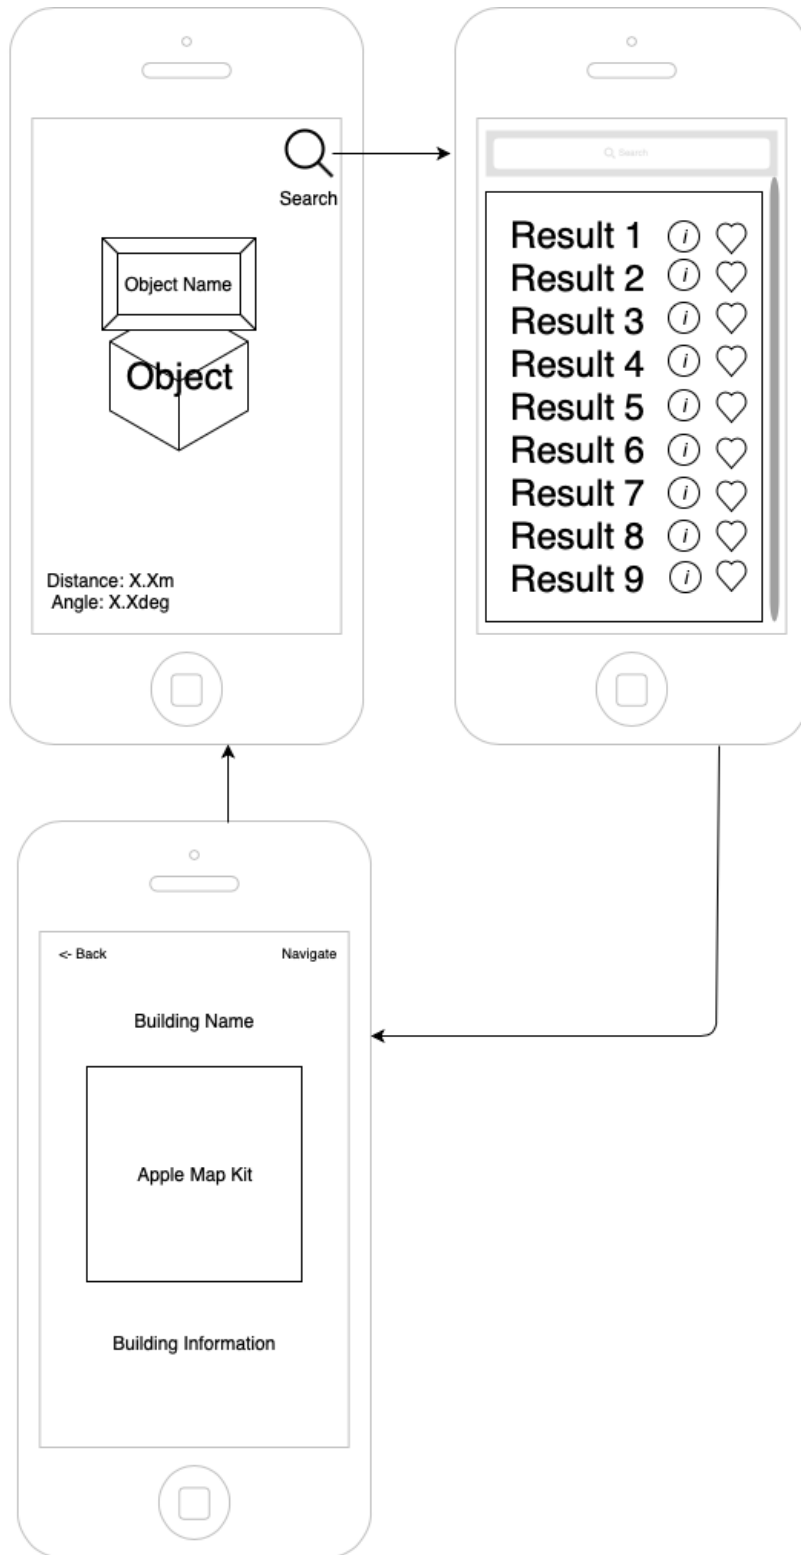 Search
Object Name
Object
Distance: X.Xm
Angle: X.Xdeg
Search
Result 1 i
Result 2 i
Result 3 i
Result 4 i
Result 5 i
Result 6 i
Result 7 i
Result 8 i
Result 9 i
<- Back Navigate
Building Name
Apple Map Kit
Building Information